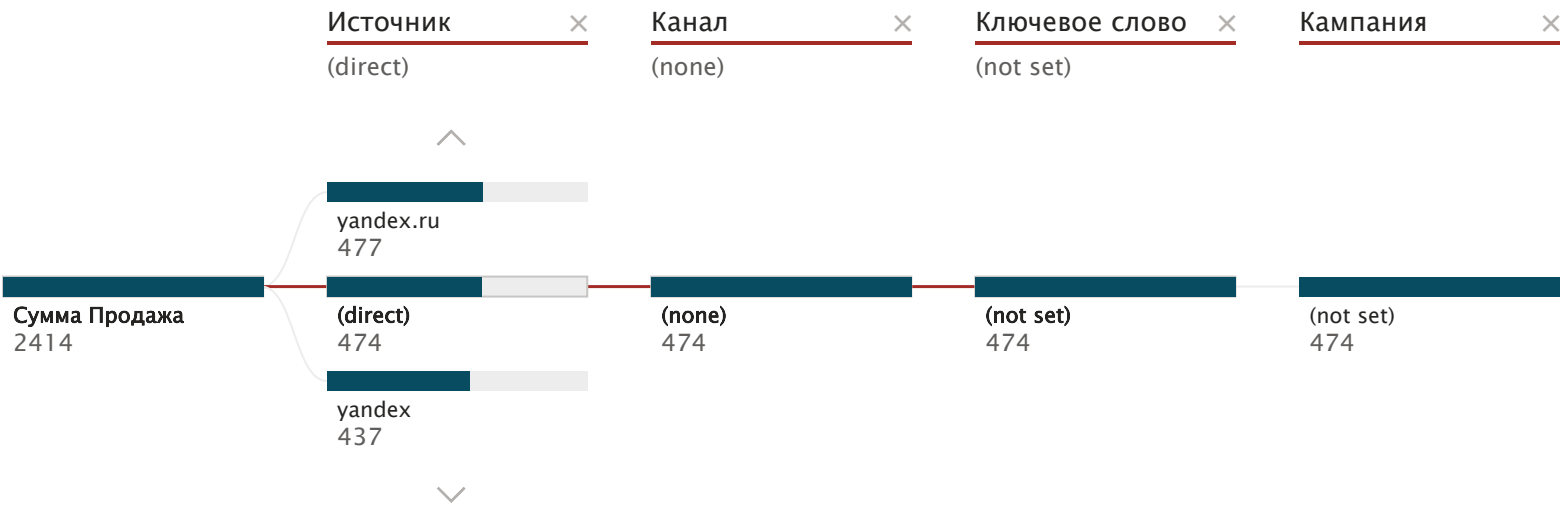 Источник
Канал
Ключевое слово
Кампания
(direct)
(none)
(not set)
yandex.ru
477
Сумма Продажа
2414
(direct)
474
(none)
474
(not set)
474
(not set)
474
yandex
437